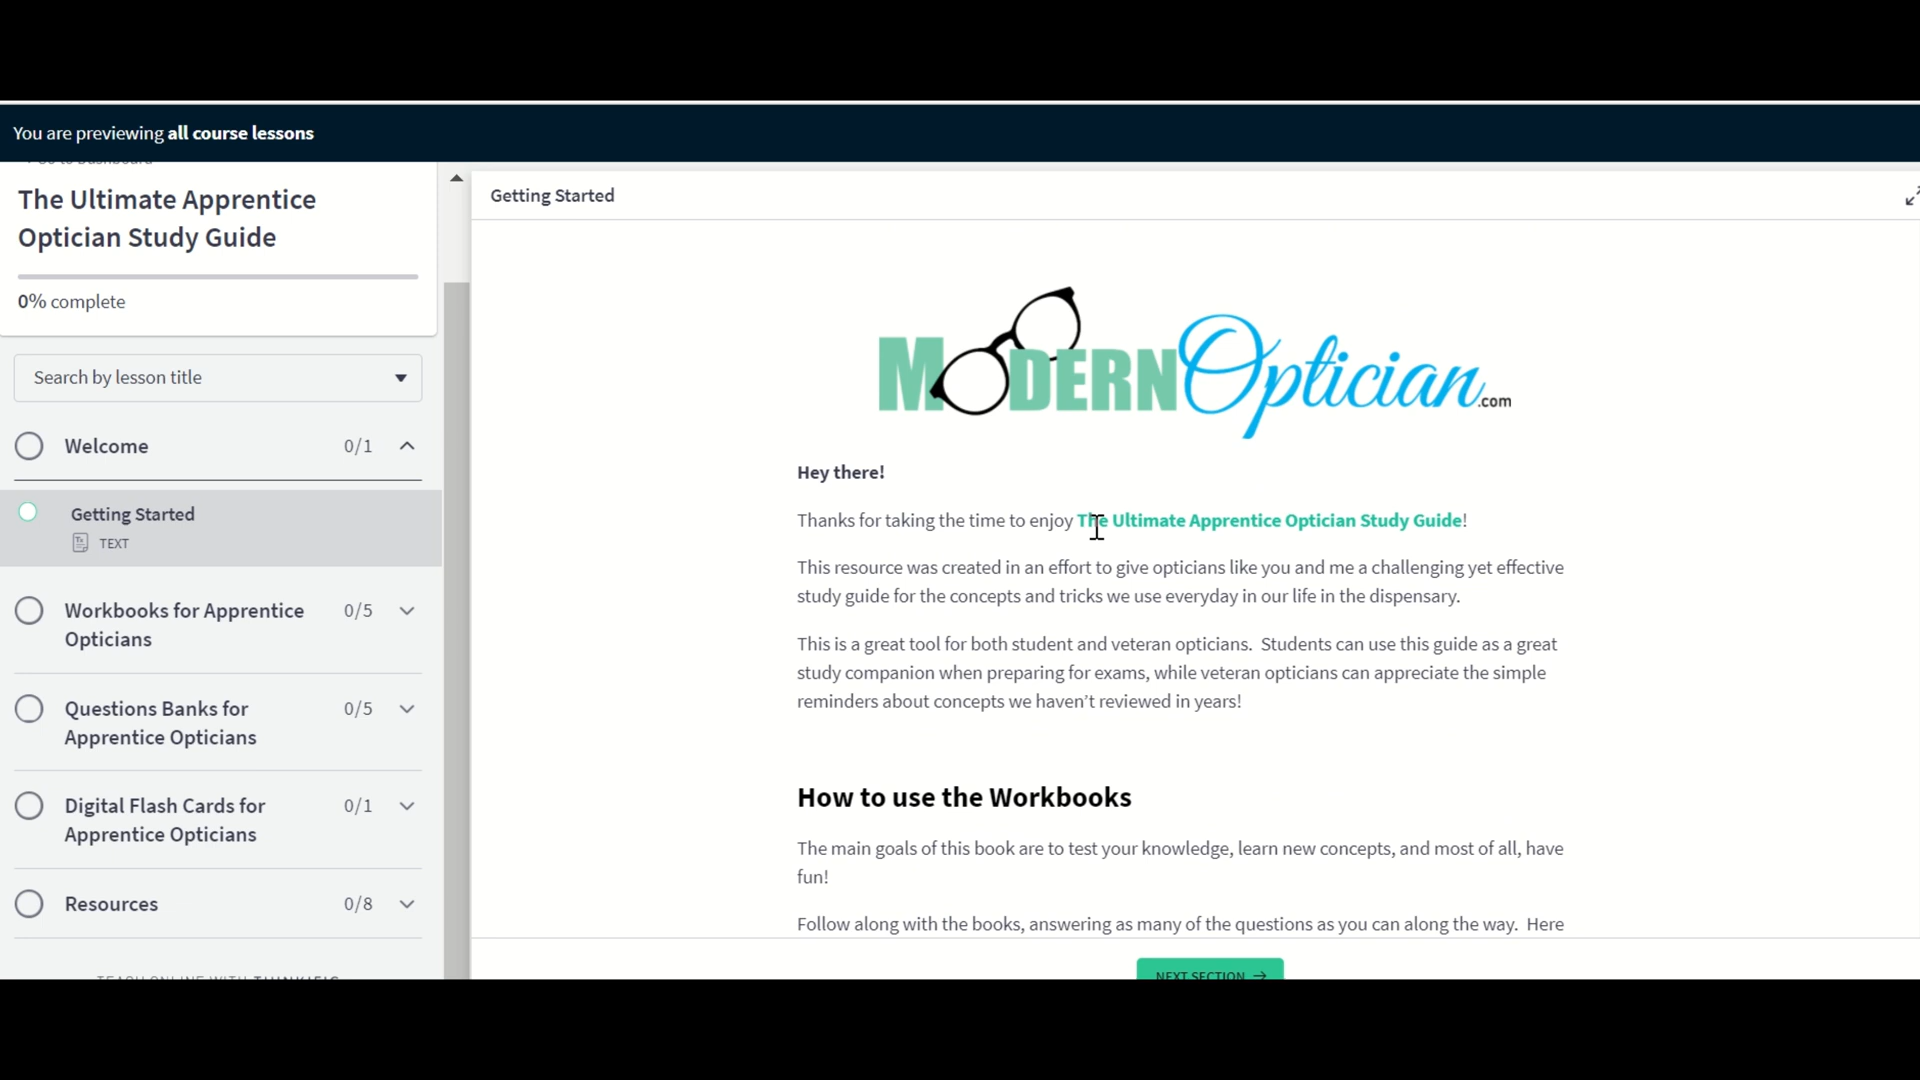 You are previewing all course lessons
The Ultimate Apprentice
Optician Study Guide
0% complete
Search by lesson title
Welcome 0/1
Getting Started
TEXT
Workbooks for Apprentice 0/5
Opticians
Questions Banks for 0/5
Apprentice Opticians
Digital Flash Cards for 0/1
Apprentice Opticians
Resources 0/8
Getting Started
MODERN Optician.com
Hey there!
Thanks for taking the time to enjoy The Ultimate Apprentice Optician Study Guide!
This resource was created in an effort to give opticians like you and me a challenging yet effective
study guide for the concepts and tricks we use everyday in our life in the dispensary.
This is a great tool for both student and veteran opticians.  Students can use this guide as a great
study companion when preparing for exams, while veteran opticians can appreciate the simple
reminders about concepts we haven’t reviewed in years!
How to use the Workbooks
The main goals of this book are to test your knowledge, learn new concepts, and most of all, have
fun!
Follow along with the books, answering as many of the questions as you can along the way.  Here
NEXT SECTION →